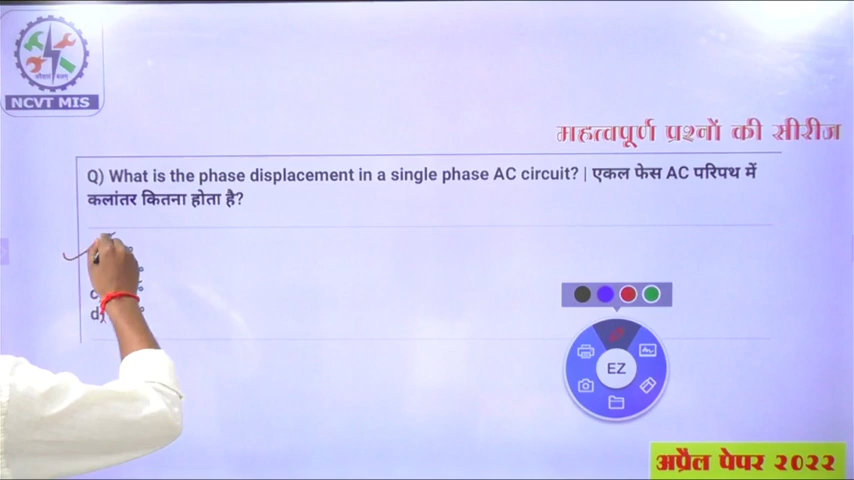 NCVT MIS
महत्वपूर्ण प्रश्नों की सीरीज
Q) What is the phase displacement in a single phase AC circuit? | एकल फेस AC परिपथ में
कलांतर कितना होता है?
EZ
अप्रैल पेपर २०२२